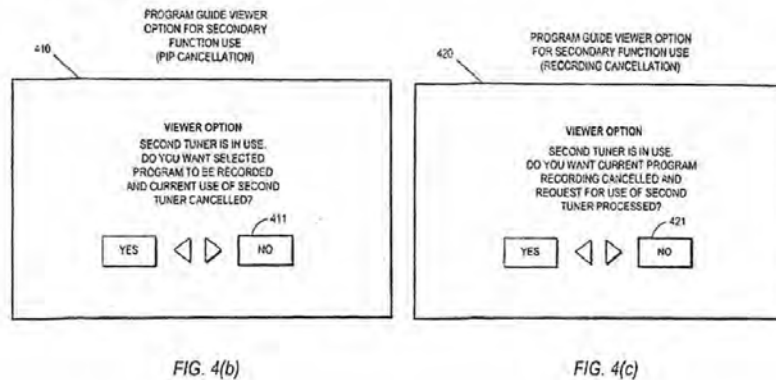 PROGRAM GUIDE VIEWER
OPTION FOR SECONDARY
FUNCTION USE
(PIP CANCELLATION)
410
VIEWER OPTION
SECOND TUNER IS IN USE.
DO YOU WANT SELECTED
PROGRAM TO BE RECORDED
AND CURRENT USE OF SECOND
TUNER CANCELLED?
411
YES
NO
FIG. 4(b)
PROGRAM GUIDE VIEWER OPTION
FOR SECONDARY FUNCTION USE
(RECORDING CANCELLATION)
420
VIEWER OPTION
SECOND TUNER IS IN USE.
DO YOU WANT CURRENT PROGRAM
RECORDING CANCELLED AND
REQUEST FOR USE OF SECOND
TUNER PROCESSED?
421
YES
NO
FIG. 4(c)